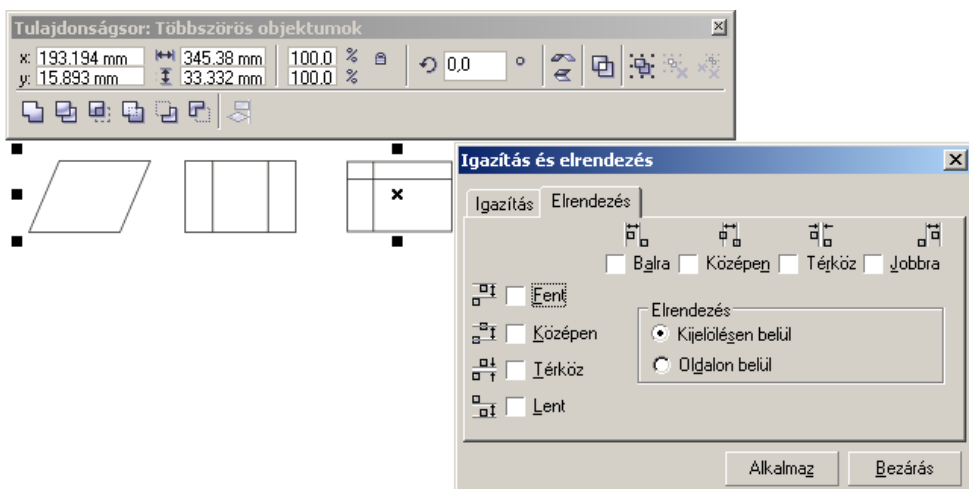 Tulajdonságsor: Többszörös objektumok
x: 193.194 mm 345.38 mm 100.0 % 0,0 °
y: 15.893 mm 33.332 mm 100.0 %
Igazítás és elrendezés
Igazítás Elrendezés
Balra Középen Térköz Jobbra
Fent
Középen
Térköz
Lent
Elrendezés
Kijelölésen belül
Oldalon belül
Alkalmaz Bezárás